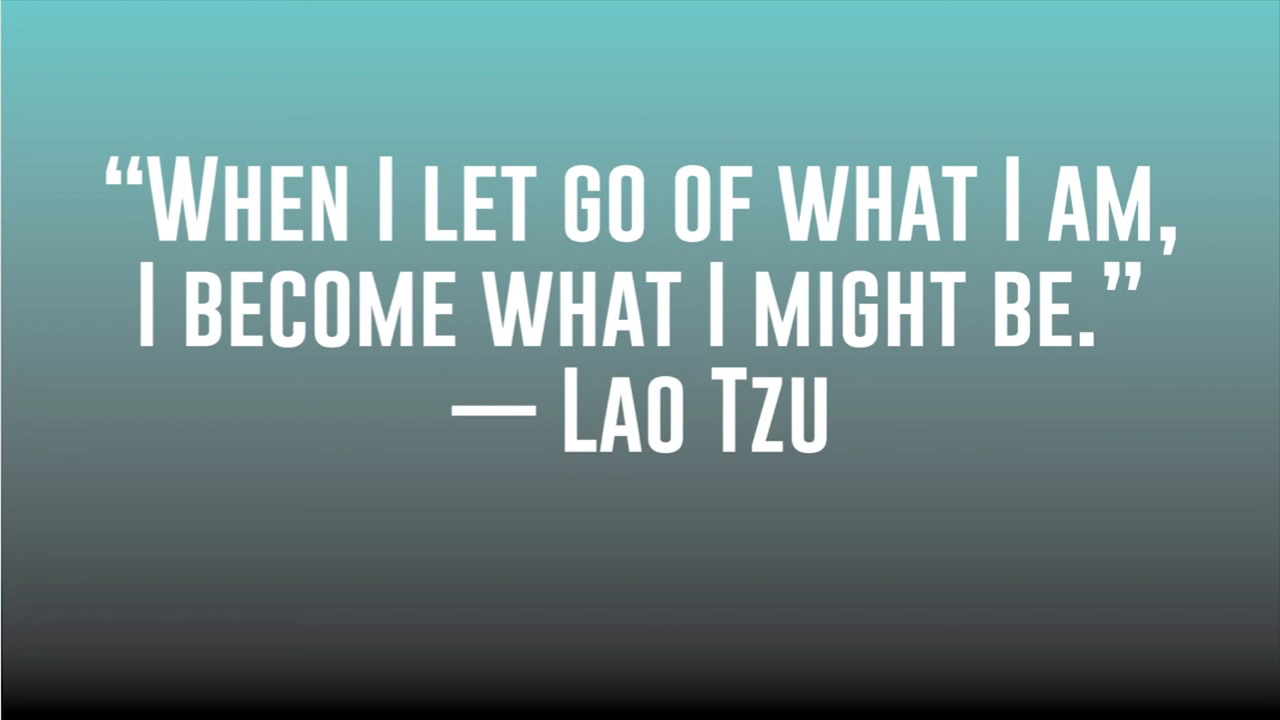 “When I let go of what I am,
I become what I might be.”
— Lao Tzu